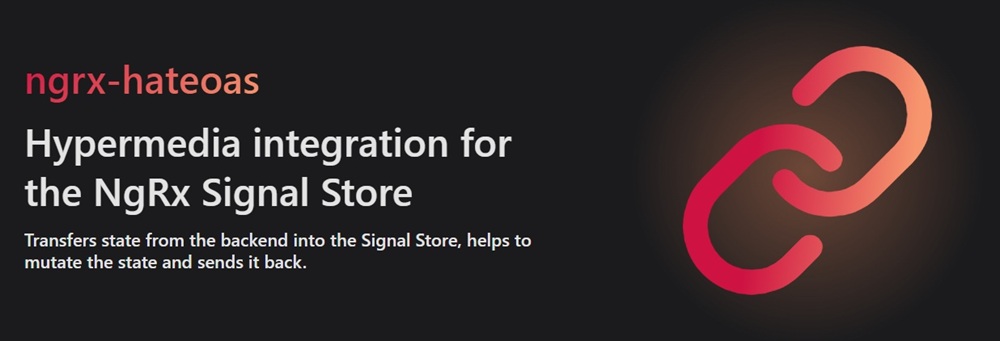 ngrx-hateoas
Hypermedia integration for
the NgRx Signal Store
Transfers state from the backend into the Signal Store, helps to
mutate the state and sends it back.